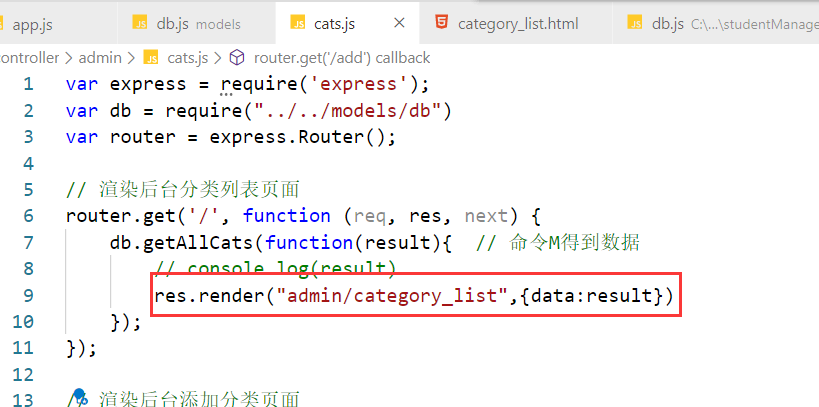 app.js db.js models cats.js × category_list.html db.js C:\...\studentManage
controller > admin > JS cats.js > router.get('/add') callback
1 var express = require('express');
2 var db = require("../../models/db")
3 var router = express.Router();
4
5 // 渲染后台分类列表页面
6 router.get('/', function (req, res, next) {
7 db.getAllCats(function(result){ // 命令M得到数据
8 // console.log(result)
9 res.render("admin/category_list",{data:result})
10 });
11 });
12
13 // 渲染后台添加分类页面